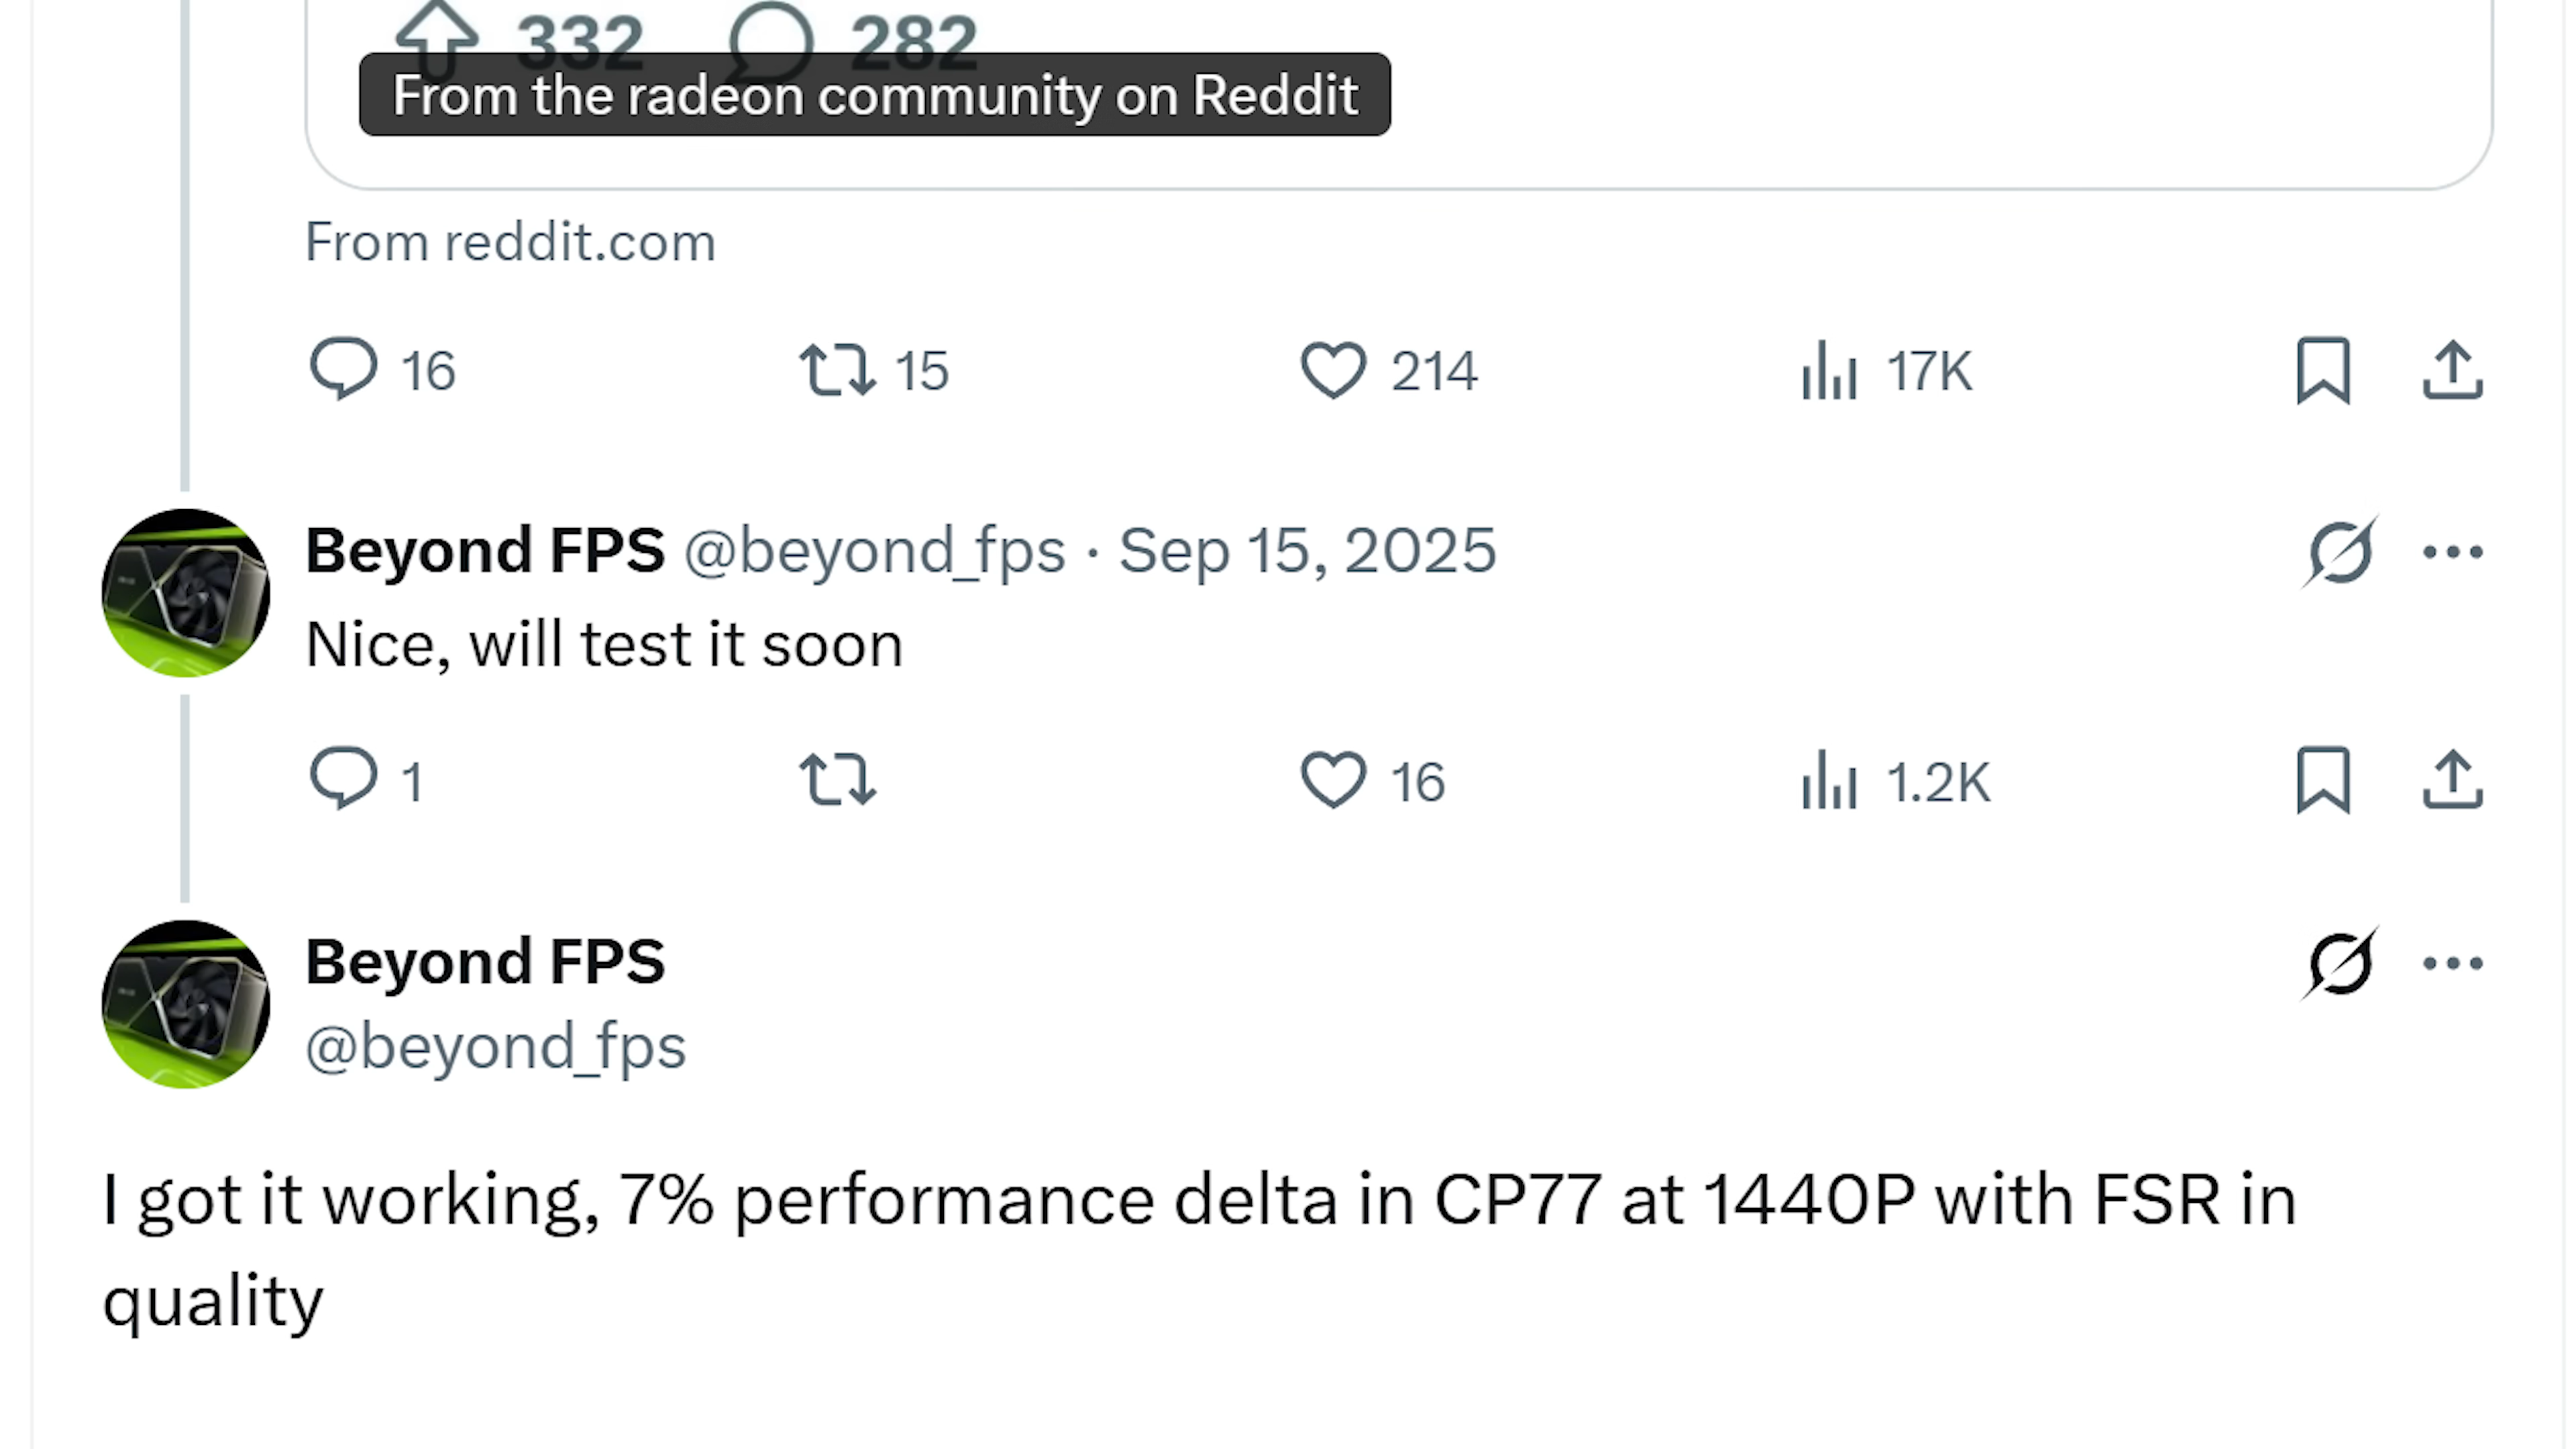 332 282
From the radeon community on Reddit
From reddit.com
16 15 214 17K
Beyond FPS @beyond_fps · Sep 15, 2025
Nice, will test it soon
1 16 1.2K
Beyond FPS
@beyond_fps
I got it working, 7% performance delta in CP77 at 1440P with FSR in
quality